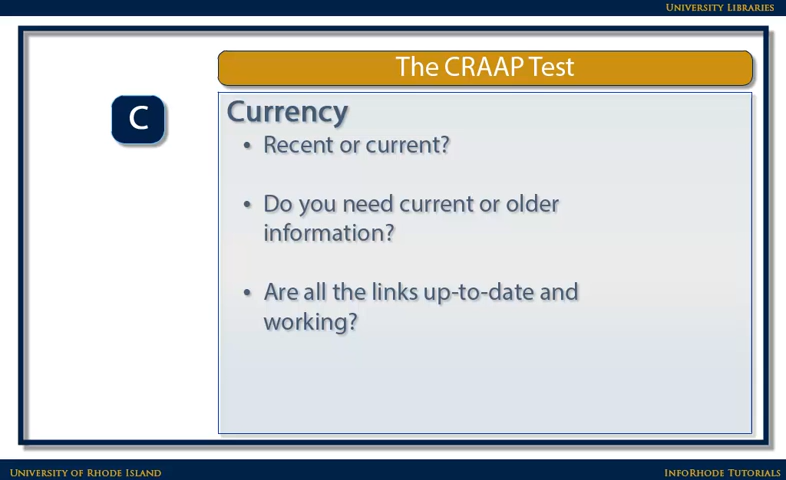 University Libraries
The CRAAP Test
C
Currency
• Recent or current?
• Do you need current or older
information?
• Are all the links up-to-date and
working?
University of Rhode Island
InfoRhode Tutorials